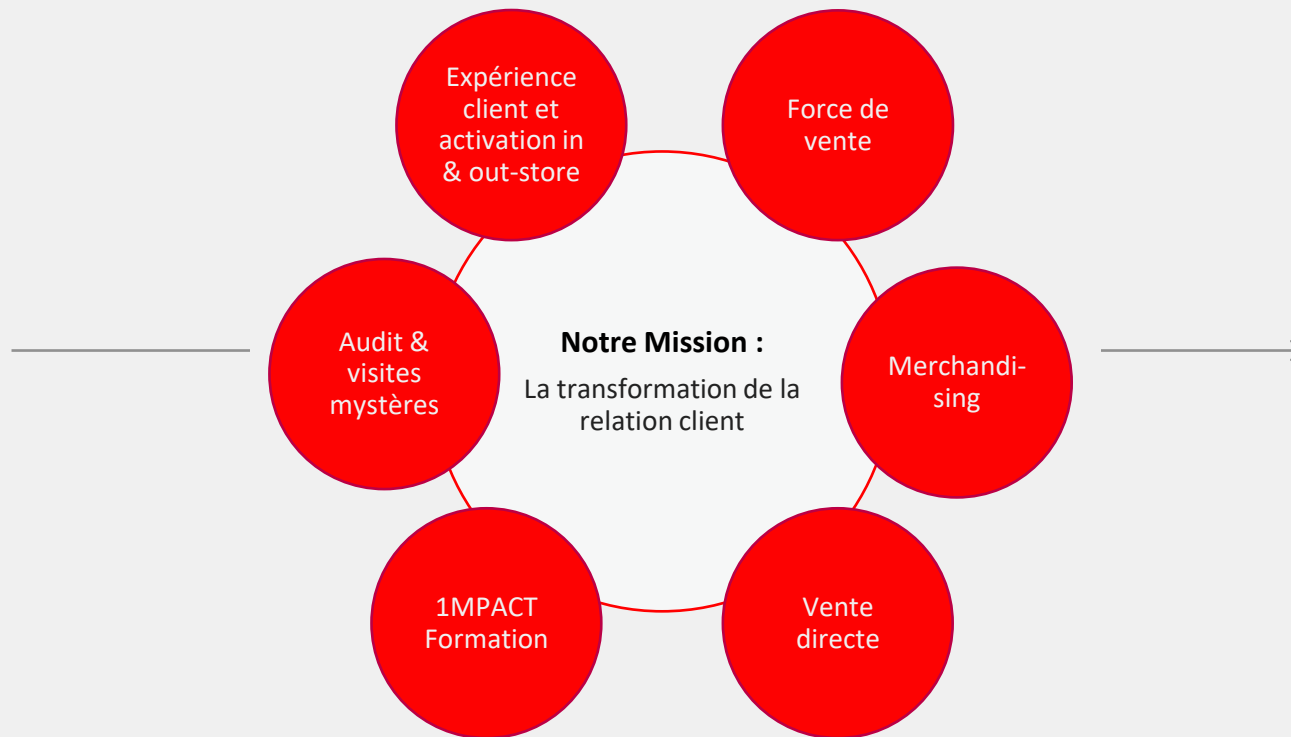 Expérience
client et
activation in
& out-store
Force de
vente
Audit &
visites
mystères
Notre Mission :
La transformation de la
relation client
Merchandi-
sing
1MPACT
Formation
Vente
directe